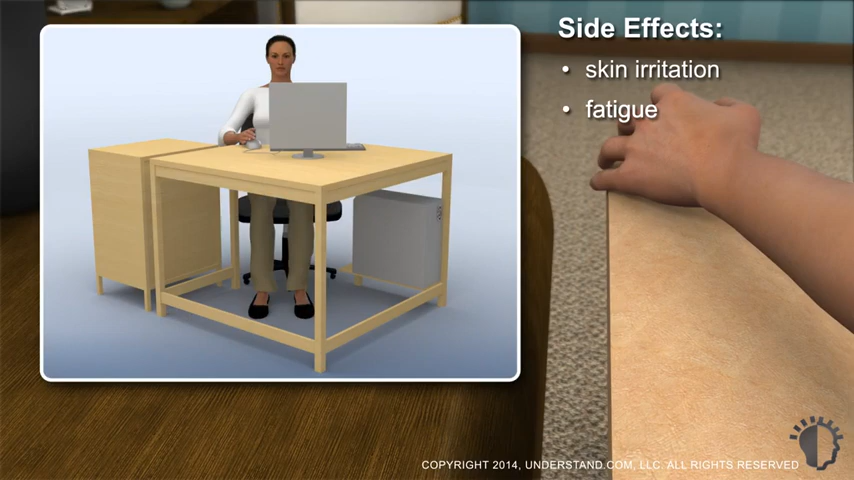 Side Effects:
• skin irritation
• fatigue
COPYRIGHT 2014, UNDERSTAND.COM, LLC. ALL RIGHTS RESERVED